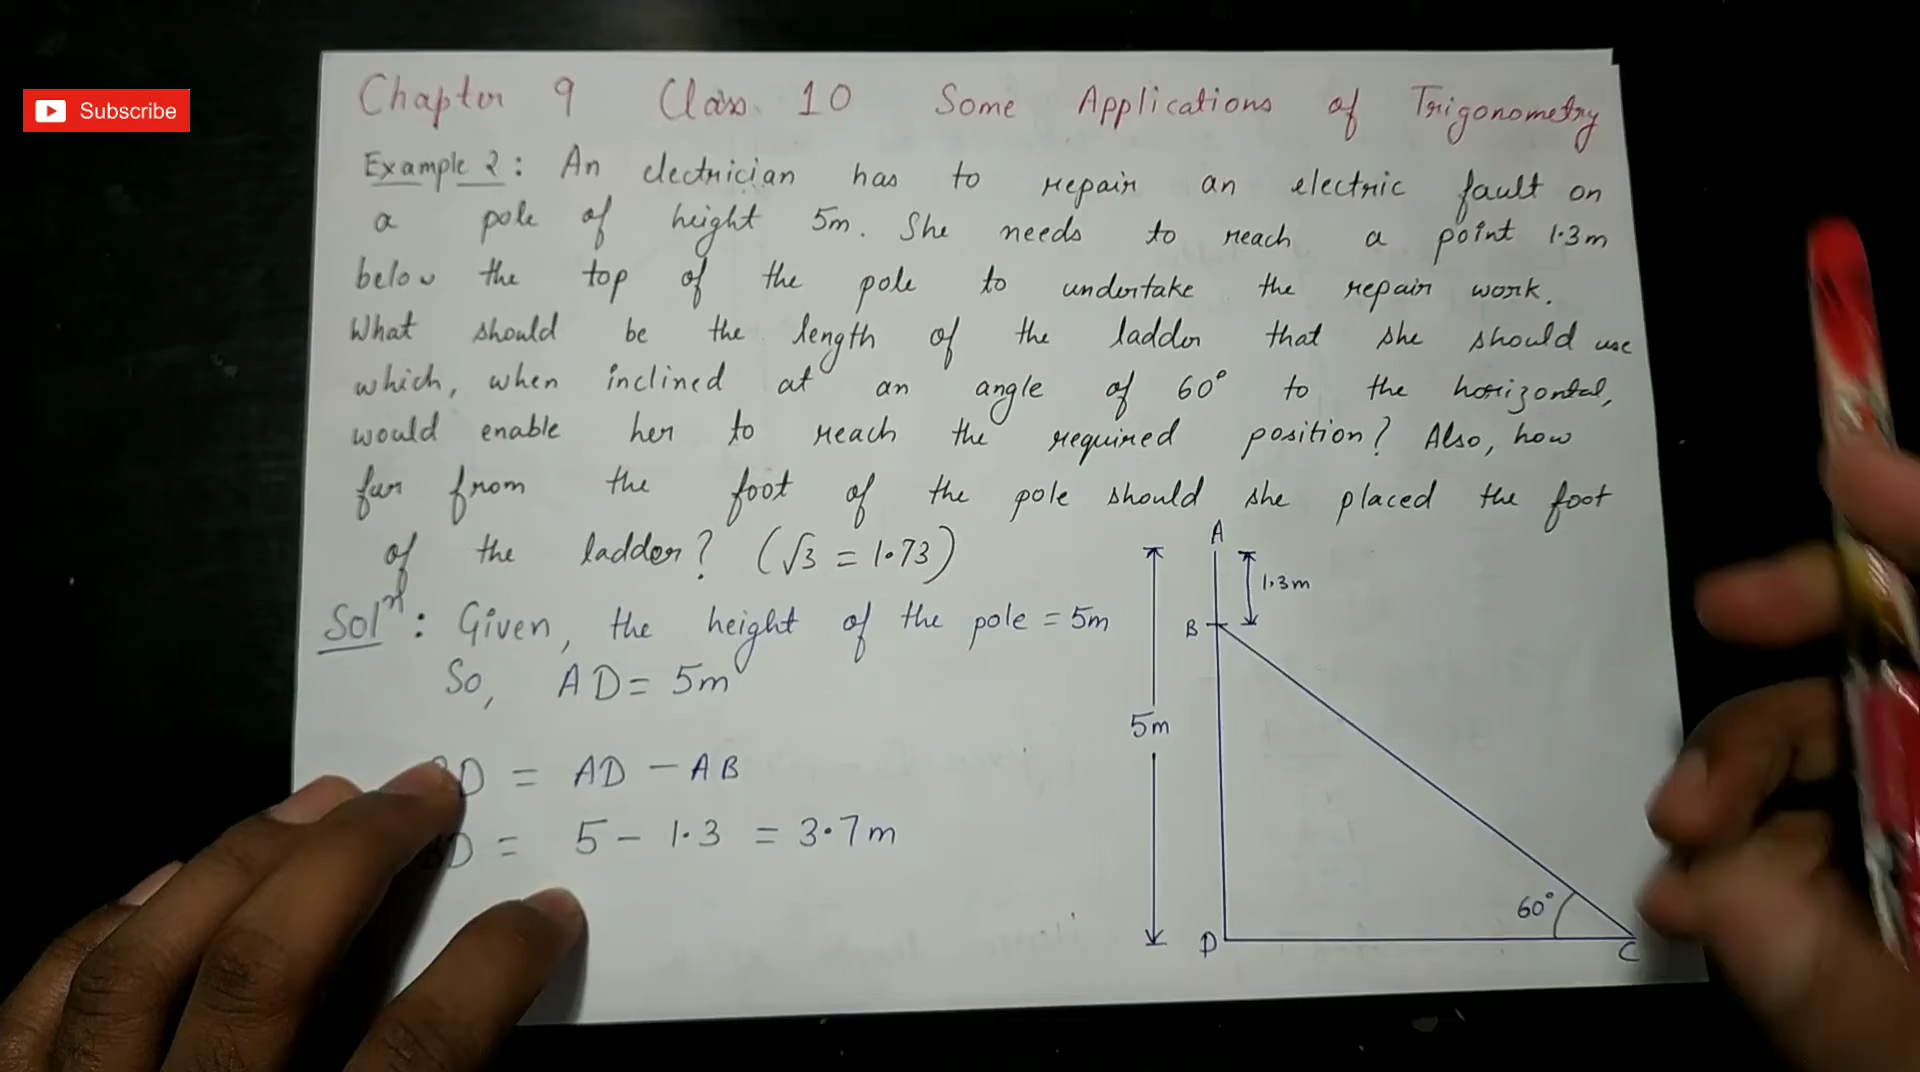 Subscribe
Chapter 9 Class 10 Some Applications of Trigonometry
Example 2: An electrician has to repair an electric fault on
a pole of height 5m. She needs to reach a point 1.3m
below the top of the pole to undertake the repair work.
What should be the length of the ladder that she should use
which, when inclined at an angle of 60° to the horizontal,
would enable her to reach the required position? Also, how
far from the foot of the pole should she placed the foot
of the ladder? (√3 = 1.73)
Solⁿ: Given, the height of the pole = 5m
So, AD = 5m
BD = AD - AB
BD = 5 - 1.3 = 3.7m
A
1.3m
B
5m
60°
D
C